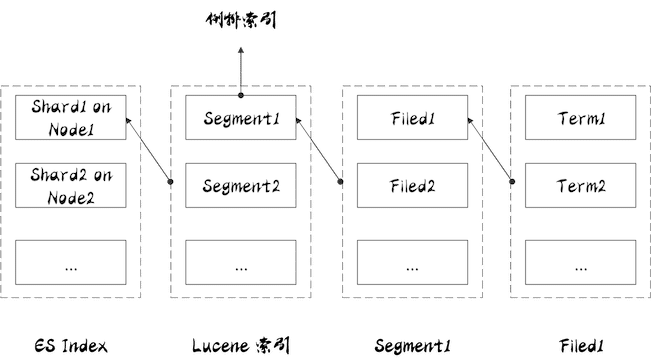 倒排索引
Shard1 on
Node1
Segment1
Filed1
Term1
Shard2 on
Node2
Segment2
Filed2
Term2
...
...
...
...
ES Index
Lucene 索引
Segment1
Filed1